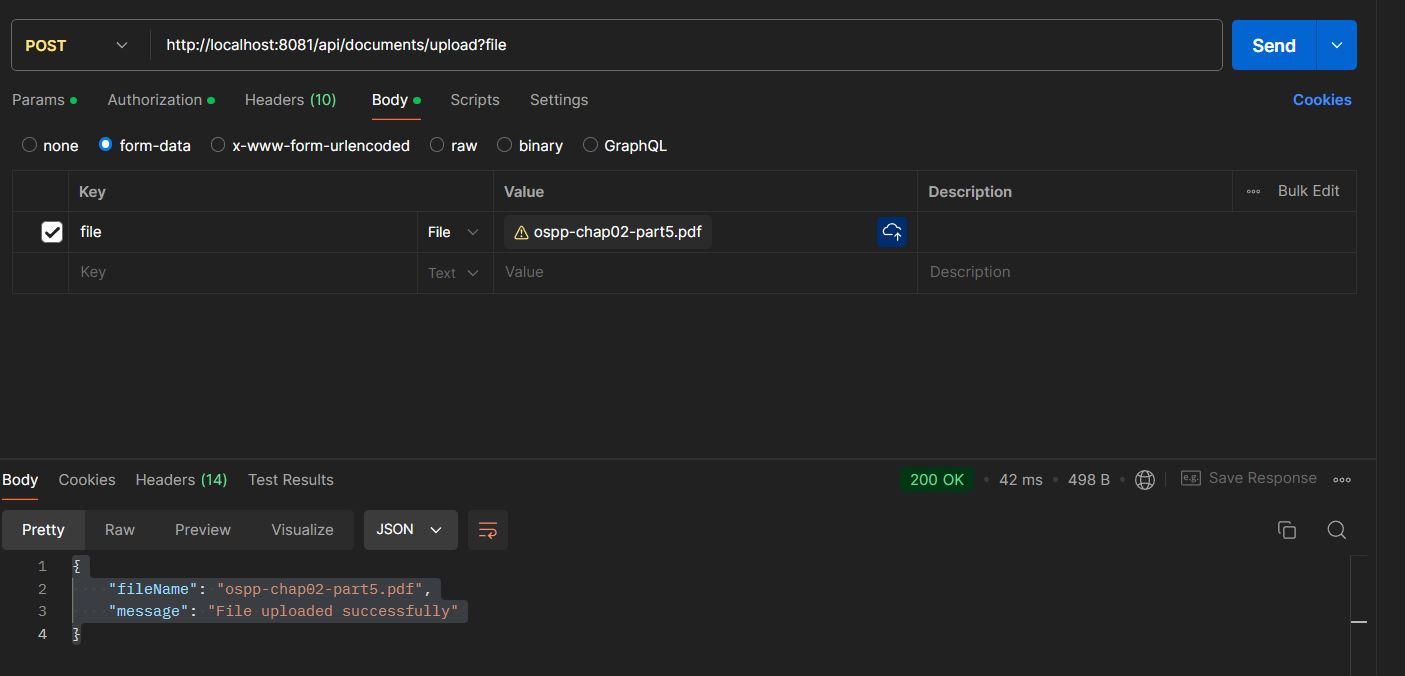 POST http://localhost:8081/api/documents/upload?file Send
Params Authorization Headers (10) Body Scripts Settings Cookies
none form-data x-www-form-urlencoded raw binary GraphQL
Key Value Description Bulk Edit
file File ospp-chap02-part5.pdf
Key Text Value Description
Body Cookies Headers (14) Test Results 200 OK 42 ms 498 B e.g. Save Response
Pretty Raw Preview Visualize JSON
1 {
2 "fileName": "ospp-chap02-part5.pdf",
3 "message": "File uploaded successfully"
4 }